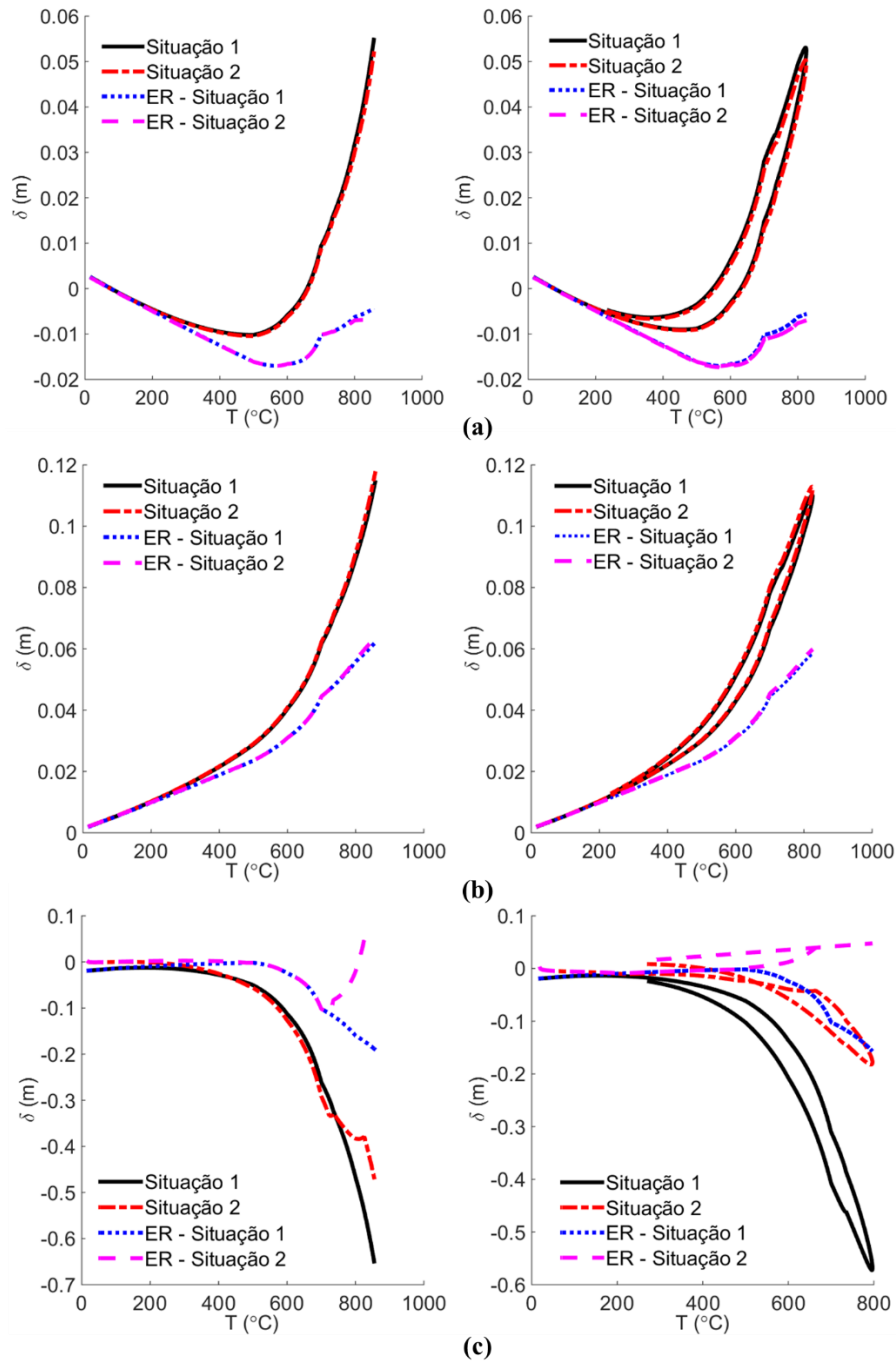 0.06
0.05
0.04
0.03
0.02
0.01
0
-0.01
-0.02
δ (m)
Situação 1
Situação 2
ER - Situação 1
ER - Situação 2
0 200 400 600 800 1000
T (°C)
0.06
0.05
0.04
0.03
0.02
0.01
0
-0.01
-0.02
δ (m)
Situação 1
Situação 2
ER - Situação 1
ER - Situação 2
0 200 400 600 800 1000
T (°C)
(a)
0.12
0.1
0.08
0.06
0.04
0.02
0
δ (m)
Situação 1
Situação 2
ER - Situação 1
ER - Situação 2
0 200 400 600 800 1000
T (°C)
0.12
0.1
0.08
0.06
0.04
0.02
0
δ (m)
Situação 1
Situação 2
ER - Situação 1
ER - Situação 2
0 200 400 600 800 1000
T (°C)
(b)
0.1
0
-0.1
-0.2
-0.3
-0.4
-0.5
-0.6
-0.7
δ (m)
Situação 1
Situação 2
ER - Situação 1
ER - Situação 2
0 200 400 600 800 1000
T (°C)
0.1
0
-0.1
-0.2
-0.3
-0.4
-0.5
-0.6
δ (m)
Situação 1
Situação 2
ER - Situação 1
ER - Situação 2
0 200 400 600 800
T (°C)
(c)